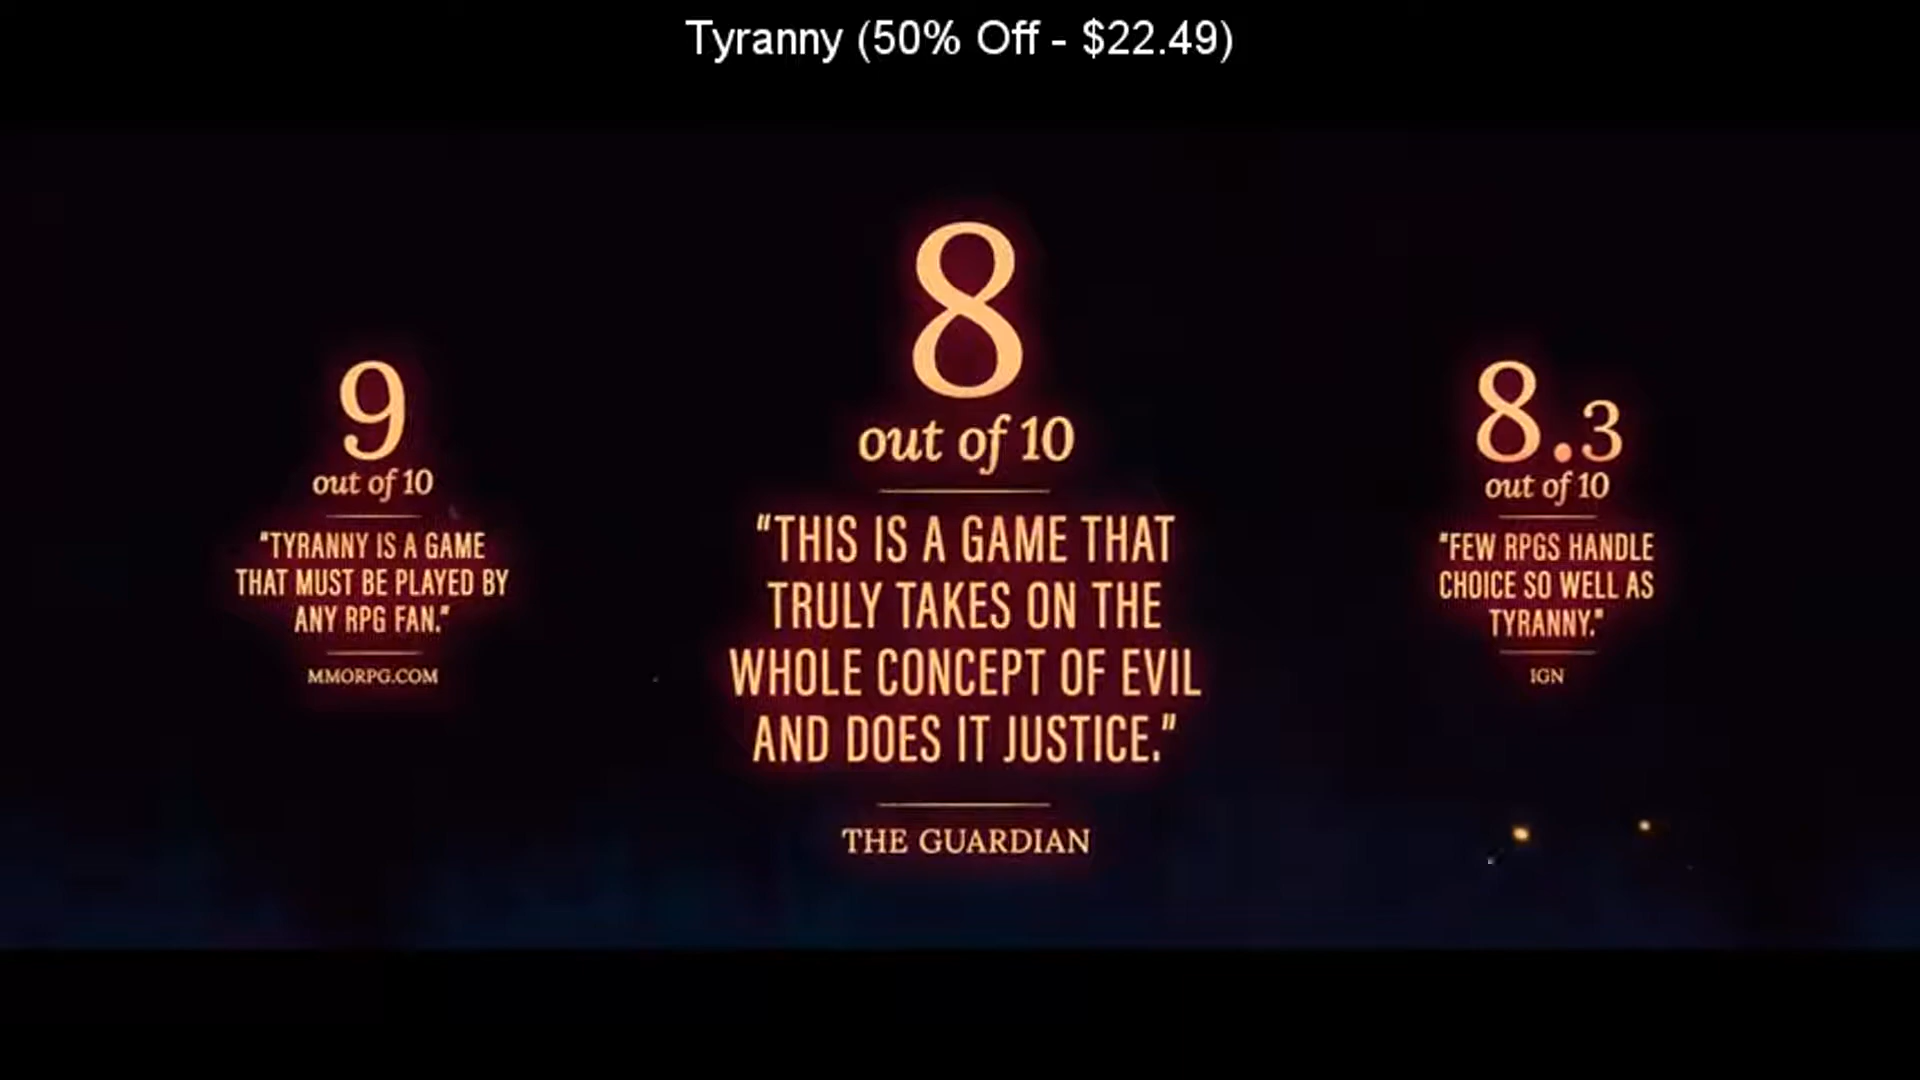 Tyranny (50% Off - $22.49)
9
out of 10
"TYRANNY IS A GAME
THAT MUST BE PLAYED BY
ANY RPG FAN."
MMORPG.COM
8
out of 10
“THIS IS A GAME THAT
TRULY TAKES ON THE
WHOLE CONCEPT OF EVIL
AND DOES IT JUSTICE.”
THE GUARDIAN
8.3
out of 10
"FEW RPGS HANDLE
CHOICE SO WELL AS
TYRANNY."
IGN